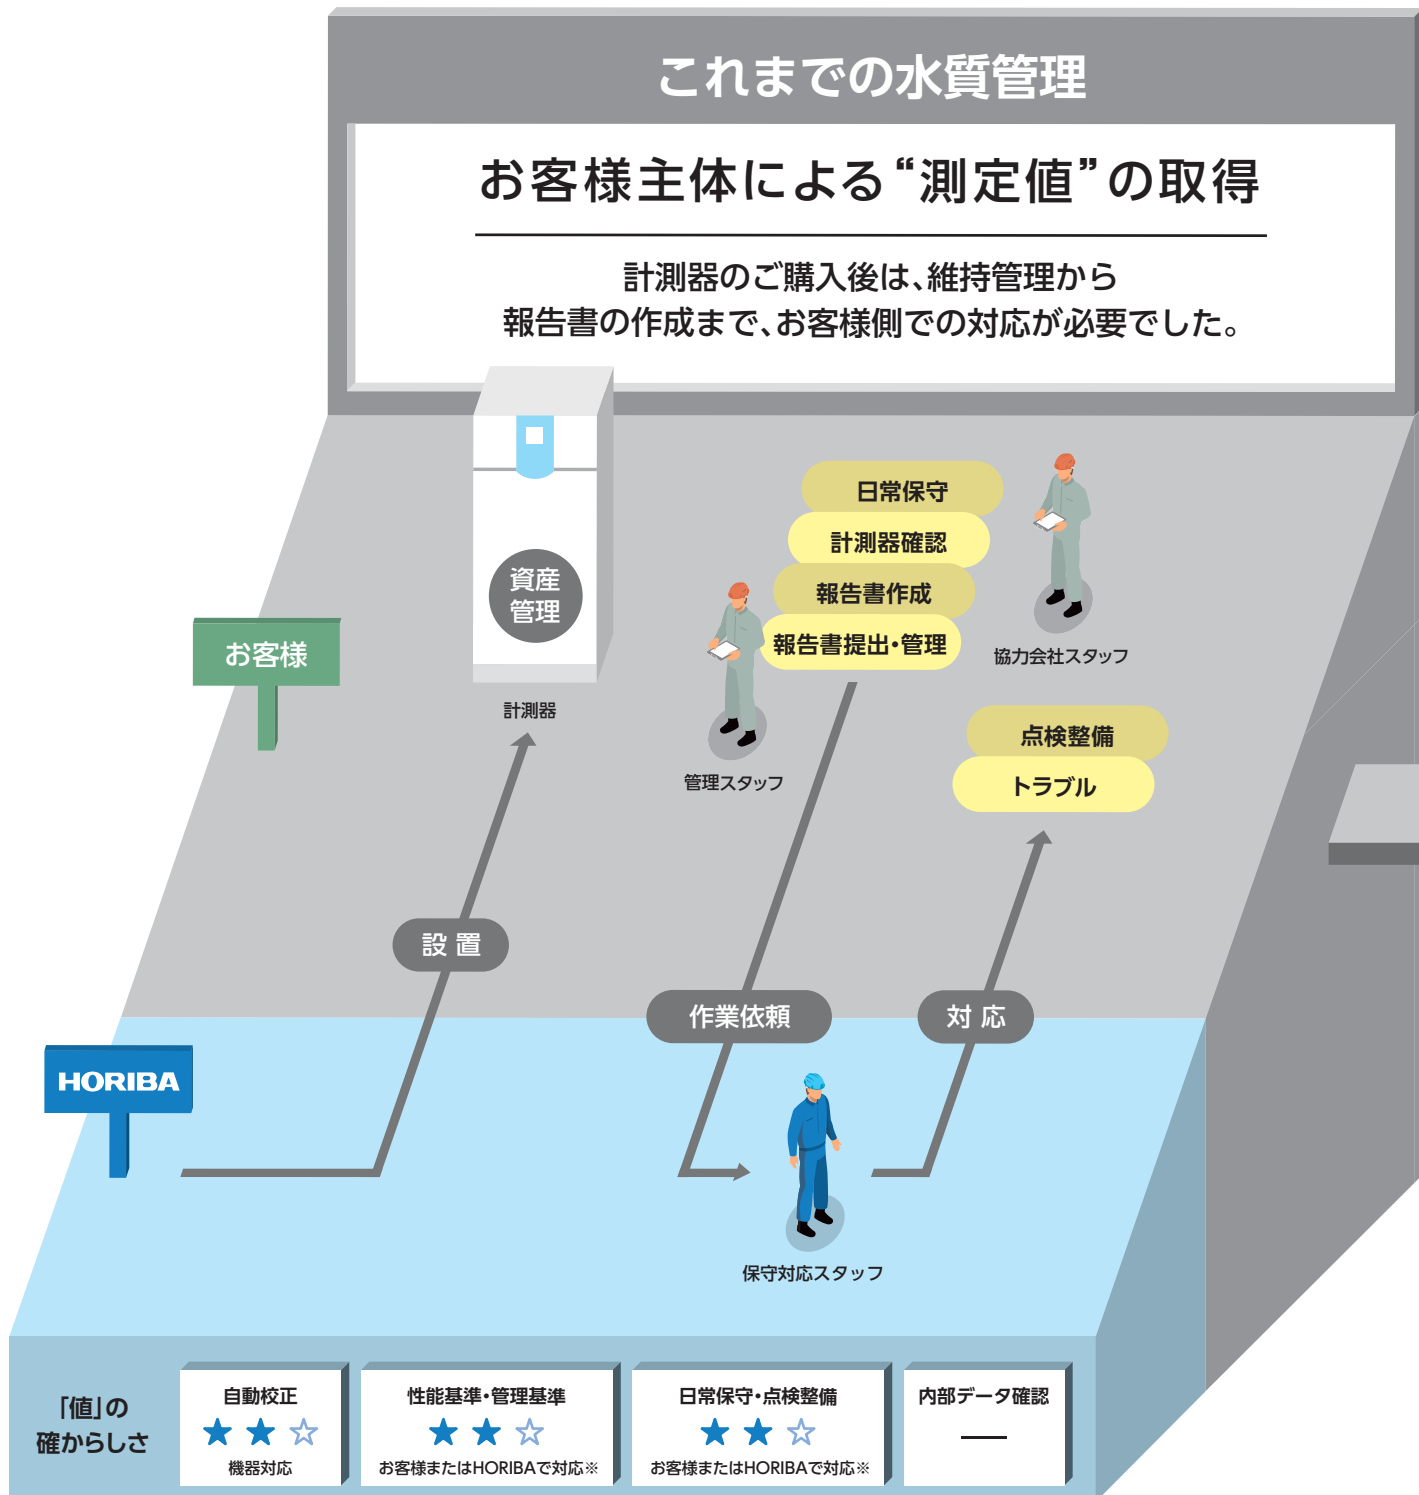 これまでの水質管理
お客様主体による“測定値”の取得
計測器のご購入後は、維持管理から
報告書の作成まで、お客様側での対応が必要でした。
日常保守
計測器確認
報告書作成
報告書提出・管理
資産
管理
お客様
計測器
協力会社スタッフ
管理スタッフ
点検整備
トラブル
設置
作業依頼
対応
HORIBA
保守対応スタッフ
「値」の
確からしさ
自動校正
★★☆
機器対応
性能基準・管理基準
★★☆
お客様またはHORIBAで対応※
日常保守・点検整備
★★☆
お客様またはHORIBAで対応※
内部データ確認
―